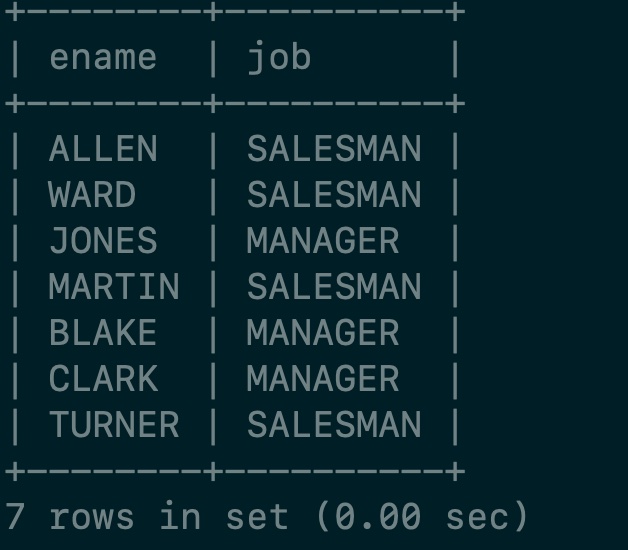 +--------+----------+
| ename  | job      |
+--------+----------+
| ALLEN  | SALESMAN |
| WARD   | SALESMAN |
| JONES  | MANAGER  |
| MARTIN | SALESMAN |
| BLAKE  | MANAGER  |
| CLARK  | MANAGER  |
| TURNER | SALESMAN |
+--------+----------+
7 rows in set (0.00 sec)